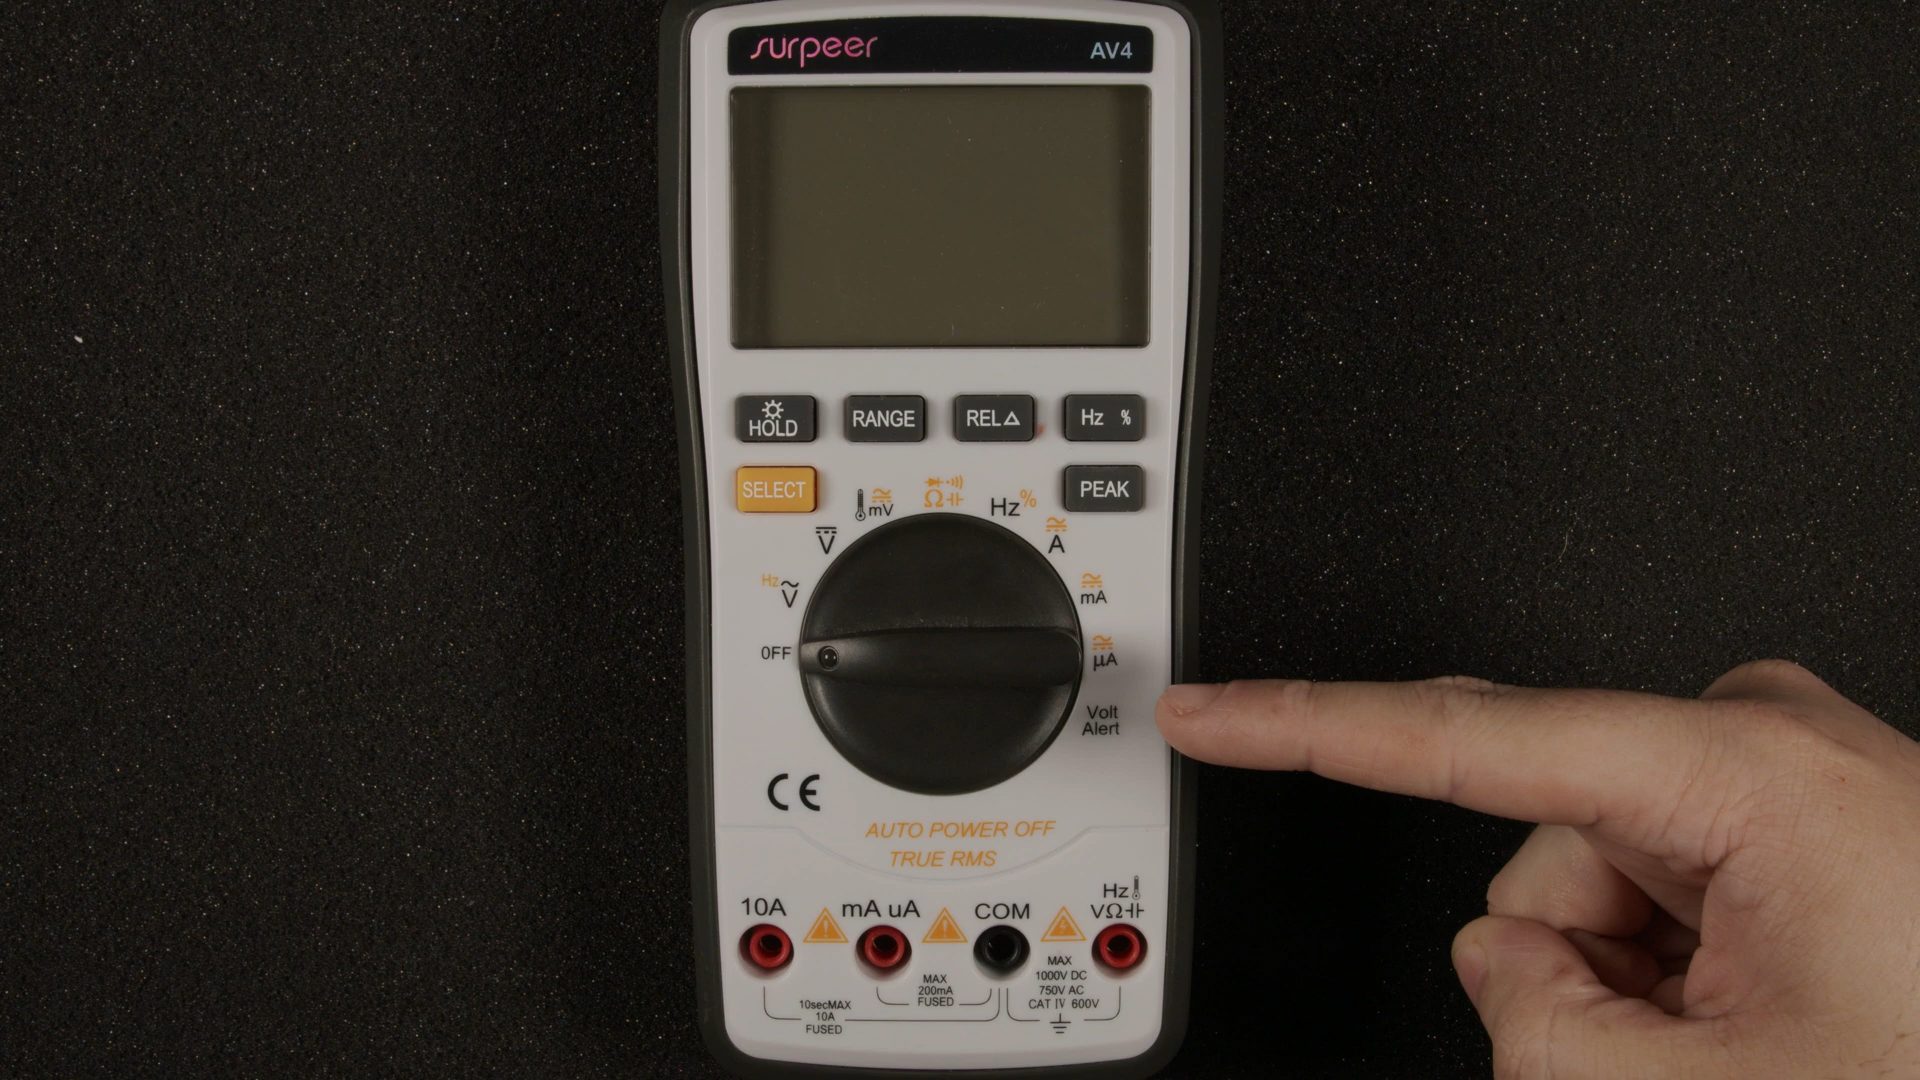 surpeer AV4
HOLD RANGE REL△ Hz %
SELECT PEAK
mV Ω Hz%
V A
Hz V mA
OFF µA
Volt
Alert
CE
AUTO POWER OFF
TRUE RMS
10A mA uA COM Hz
VΩ
MAX
200mA
FUSED
MAX
1000V DC
750V AC
CAT IV 600V
10secMAX
10A
FUSED